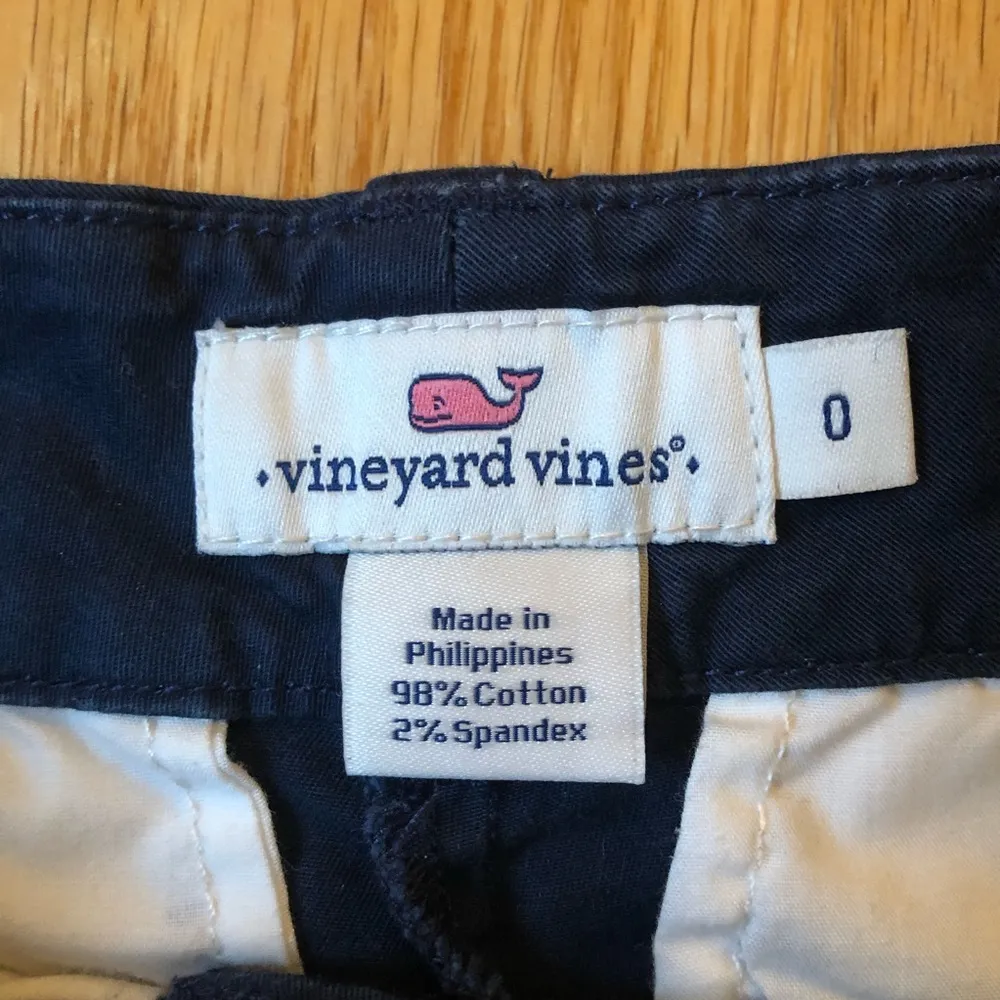 vineyard vines®
0
Made in
Philippines
98% Cotton
2% Spandex